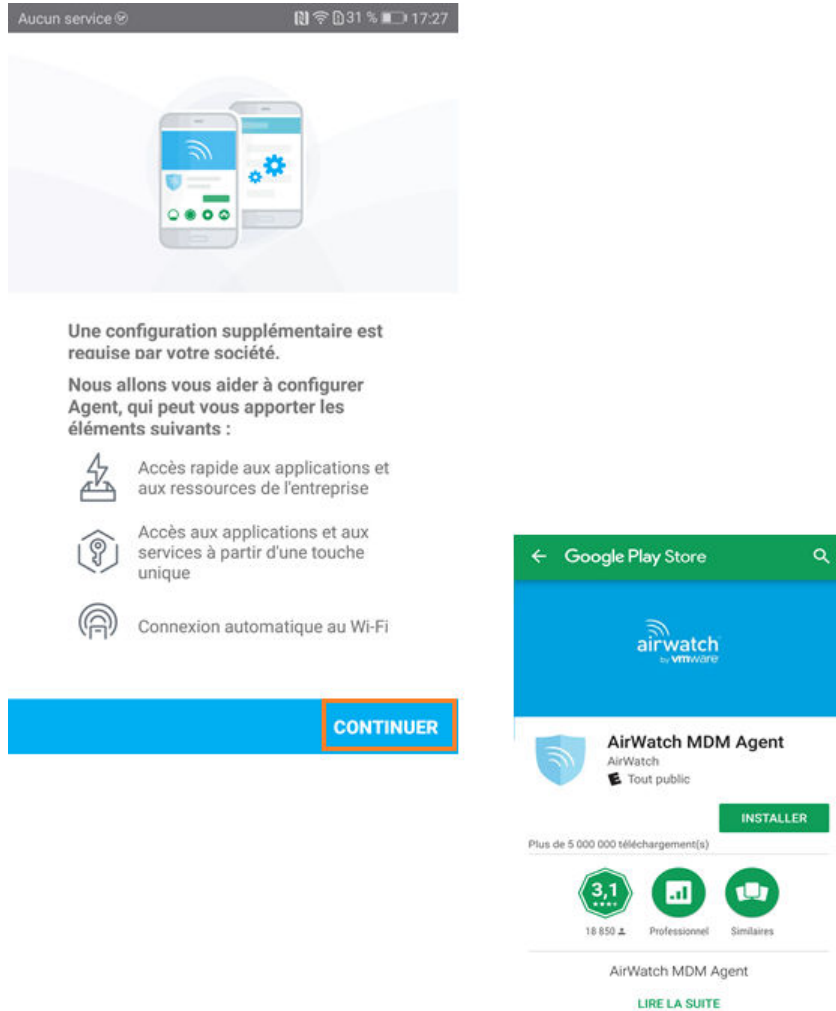 Aucun service 31 % 17:27
Une configuration supplémentaire est
requise par votre société.
Nous allons vous aider à configurer
Agent, qui peut vous apporter les
éléments suivants :
Accès rapide aux applications et
aux ressources de l'entreprise
Accès aux applications et aux
services à partir d'une touche
unique
Connexion automatique au Wi-Fi
CONTINUER
Google Play Store
airwatch
by vmware
AirWatch MDM Agent
AirWatch
E Tout public
INSTALLER
Plus de 5 000 000 téléchargement(s)
3,1
18 850
Professionnel
Similaires
AirWatch MDM Agent
LIRE LA SUITE